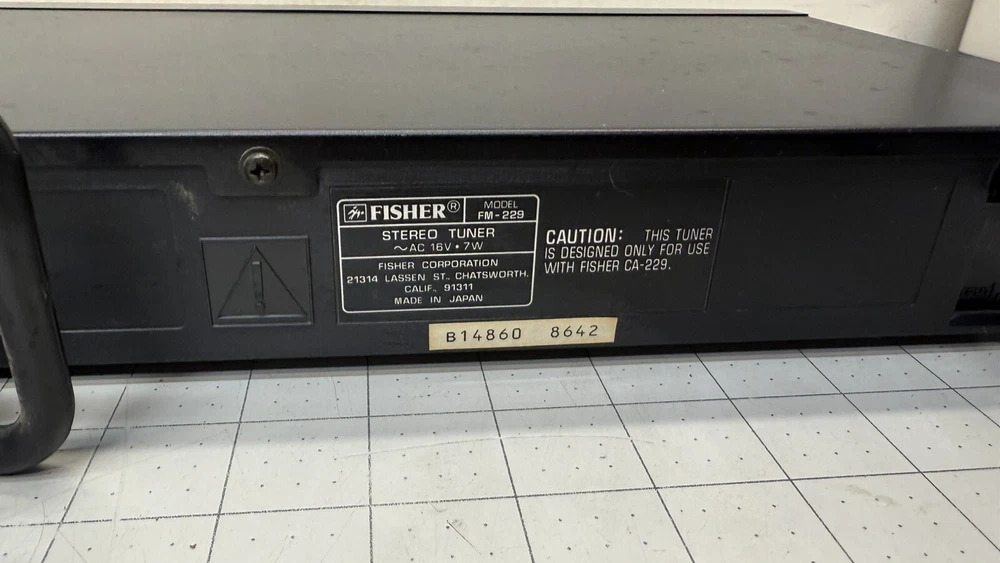 FISHER® MODEL
FM-229
STEREO TUNER
～AC 16V • 7W
FISHER CORPORATION
21314 LASSEN ST., CHATSWORTH,
CALIF., 91311
MADE IN JAPAN
CAUTION: THIS TUNER
IS DESIGNED ONLY FOR USE
WITH FISHER CA-229.
B14860 8642